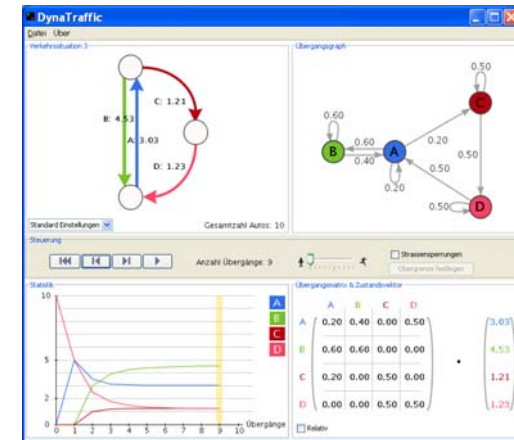 DynaTraffic
Datei Über
Verkehrssituation 3
C: 1.21
B: 4.53
A: 3.03
D: 1.23
Standard Einstellungen
Gesamtzahl Autos: 10
Übergangsgraph
0.50
C
0.60
0.20
B 0.60 A 0.50
0.40
0.50
0.20
0.50 D
Steuerung
Anzahl Übergänge: 9
Strassensperrungen
Obergrenze festlegen
Statistik
10
5
2
0
0 1 2 3 4 5 6 7 8 9 10 Übergänge
A
B
C
D
Übergangsmatrix & Zustandsvektor
A B C D
A 0.20 0.40 0.00 0.50 3.03
B 0.60 0.60 0.00 0.00 4.53
C 0.20 0.00 0.50 0.00 1.21
D 0.00 0.00 0.50 0.50 1.23
Relativ